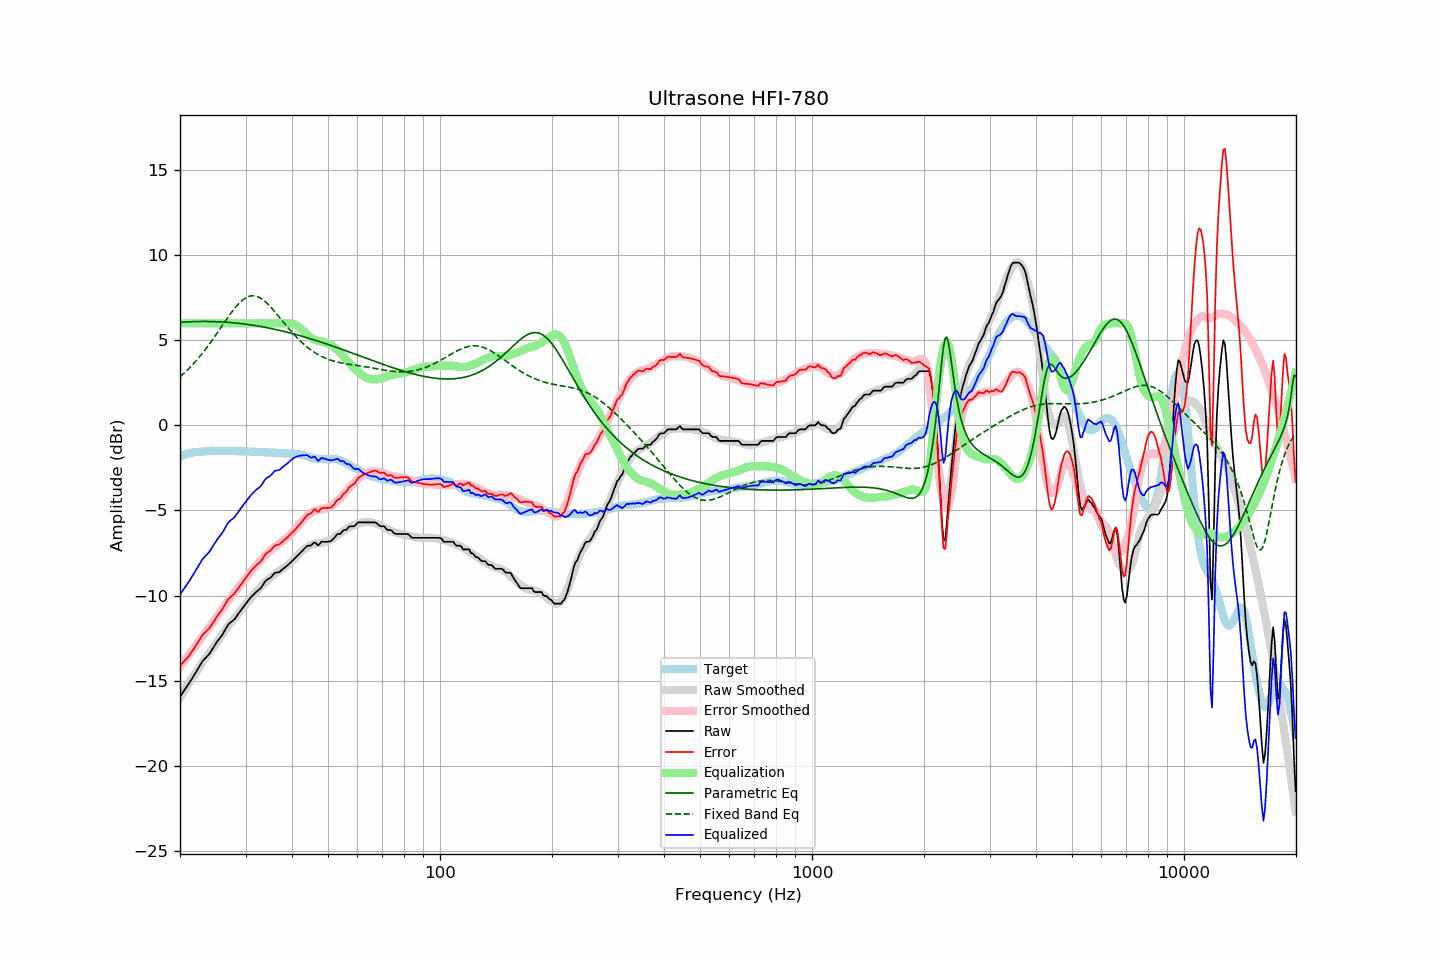 Ultrasone HFI-780
Amplitude (dBr)
15
10
5
0
−5
−10
−15
−20
−25
100
1000
10000
Frequency (Hz)
Target
Raw Smoothed
Error Smoothed
Raw
Error
Equalization
Parametric Eq
Fixed Band Eq
Equalized